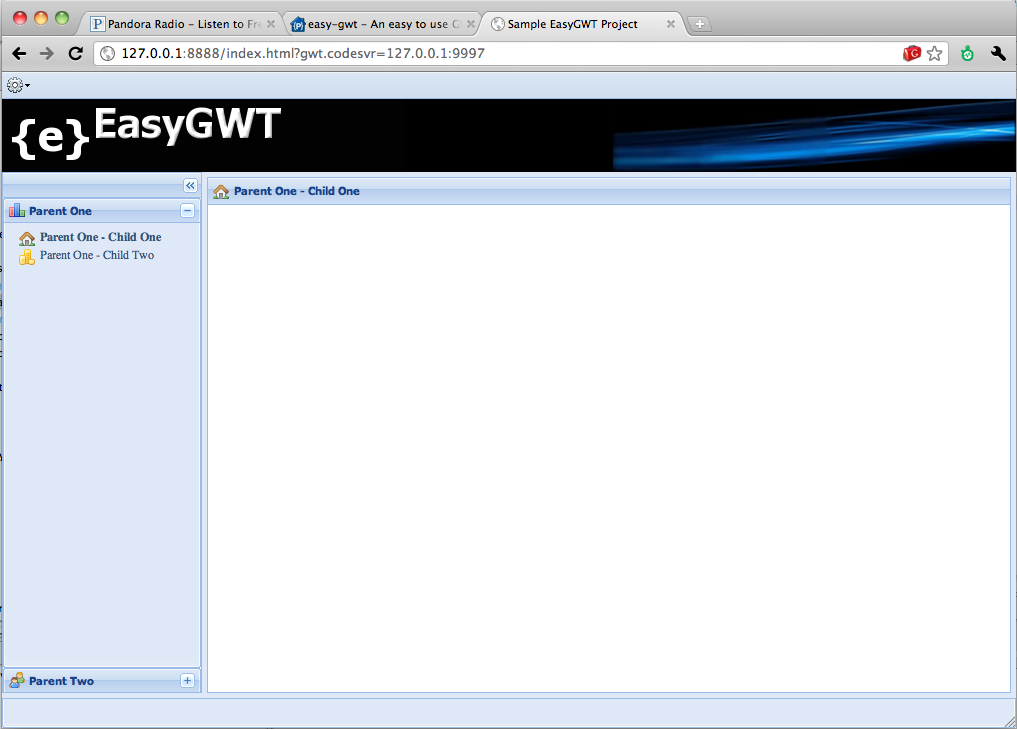 Pandora Radio – Listen to Fre
easy-gwt – An easy to use G
Sample EasyGWT Project
127.0.0.1:8888/index.html?gwt.codesvr=127.0.0.1:9997
{e} EasyGWT
Parent One - Child One
Parent One
Parent One - Child One
Parent One - Child Two
Parent Two